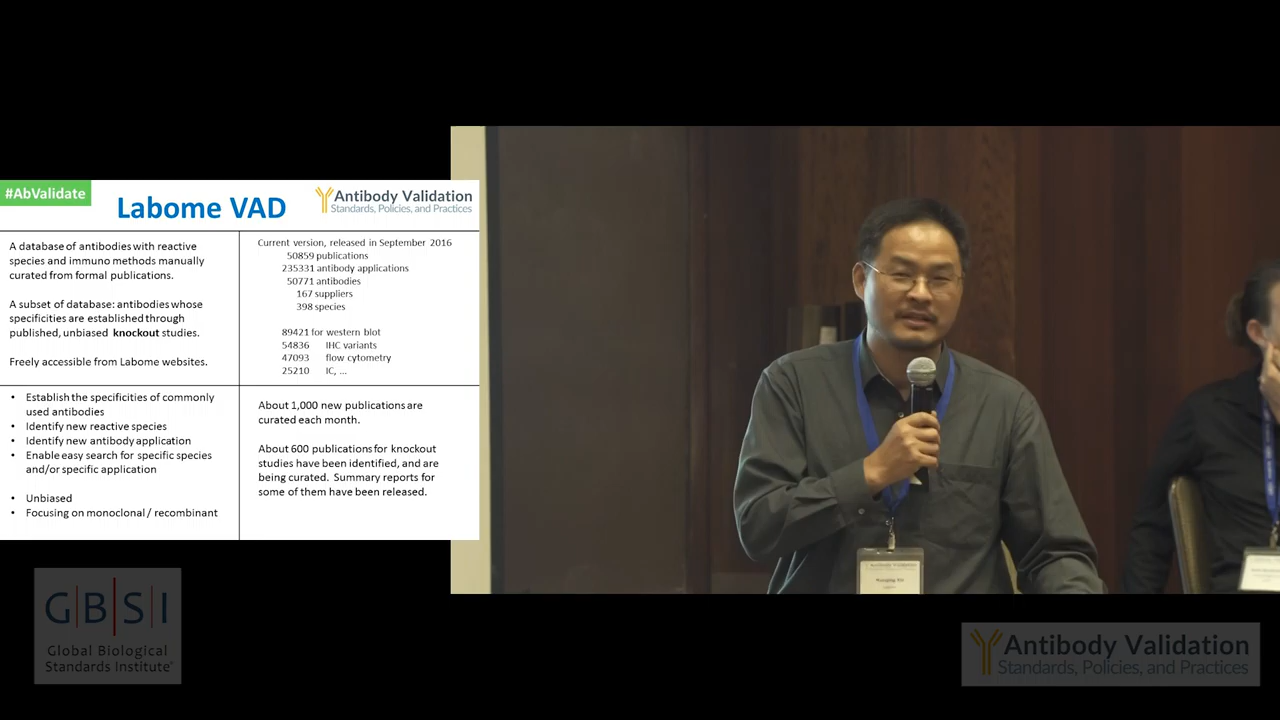 #AbValidate
Labome VAD
Antibody Validation
Standards, Policies, and Practices
A database of antibodies with reactive
species and immuno methods manually
curated from formal publications.
A subset of database: antibodies whose
specificities are established through
published, unbiased knockout studies.
Freely accessible from Labome websites.
Current version, released in September 2016
50859 publications
235331 antibody applications
50771 antibodies
167 suppliers
398 species
89421 for western blot
54836 IHC variants
47093 flow cytometry
25210 IC, ...
• Establish the specificities of commonly
used antibodies
• Identify new reactive species
• Identify new antibody application
• Enable easy search for specific species
and/or specific application
• Unbiased
• Focusing on monoclonal / recombinant
About 1,000 new publications are
curated each month.
About 600 publications for knockout
studies have been identified, and are
being curated. Summary reports for
some of them have been released.
GBSI
Global Biological
Standards Institute
Antibody Validation
Standards, Policies, and Practices